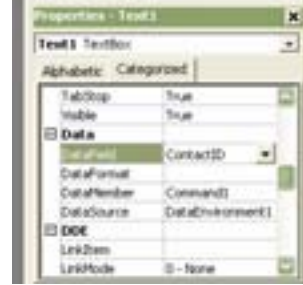 Properties - Text1
Text1 TextBox
Alphabetic Categorized
TabStop True
Visible True
Data
DataField ContactID
DataFormat
DataMember Command1
DataSource DataEnvironment1
DDE
LinkItem
LinkMode 0 - None